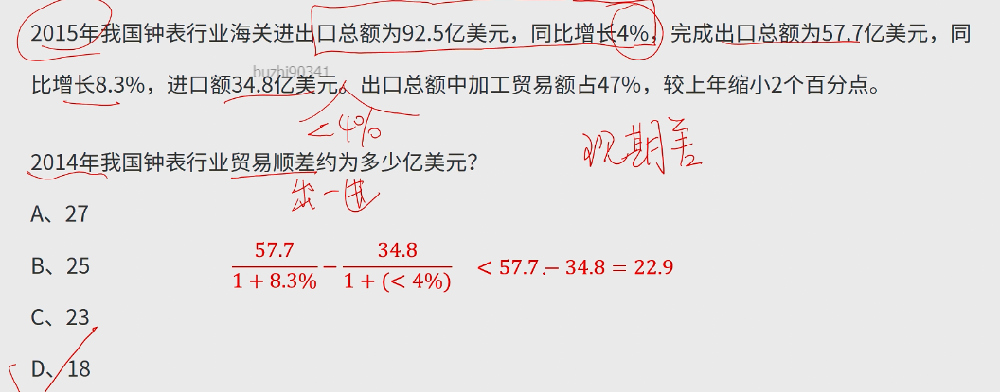 2015年我国钟表行业海关进出口总额为92.5亿美元，同比增长4%，完成出口总额为57.7亿美元，同
比增长8.3%，进口额34.8亿美元。出口总额中加工贸易额占47%，较上年缩小2个百分点。
buzhi90341
<4%
现期差
2014年我国钟表行业贸易顺差约为多少亿美元？
出-进
A、27
B、25
57.7/(1+8.3%) − 34.8/(1+(<4%)) < 57.7 − 34.8 = 22.9
C、23
D、18